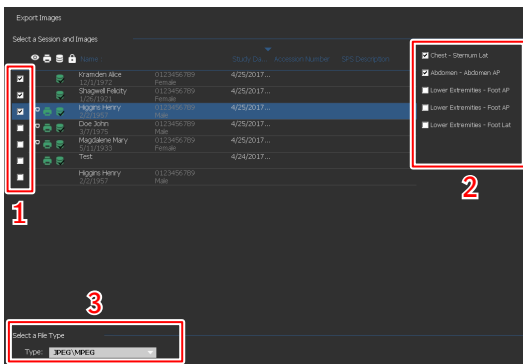 Export Images
Select a Session and Images
Name Study Da... Accession Number SPS Description
Kramden Alice 0123456789 4/25/2017...
12/1/1972 Female
Shagwell Felicity 0123456789 4/25/2017...
1/26/1921 Female
Higgins Henry 0123456789 4/25/2017...
2/2/1957 Male
Doe John 0123456789 4/25/2017...
3/7/1975 Male
Magdalene Mary 0123456789 4/25/2017...
5/11/1933 Female
Test 4/24/2017...
Higgins Henry 0123456789
2/2/1957 Male
1
Chest - Sternum Lat
Abdomen - Abdomen AP
Lower Extremities - Foot AP
Lower Extremities - Foot AP
Lower Extremities - Foot Lat
2
3
Select a File Type
Type: JPEG\MPEG